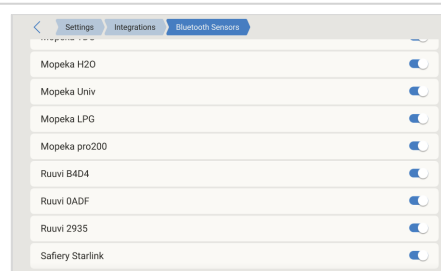 Settings
Integrations
Bluetooth Sensors
Mopeka H2O
Mopeka Univ
Mopeka LPG
Mopeka pro200
Ruuvi B4D4
Ruuvi 0ADF
Ruuvi 2935
Safiery Starlink